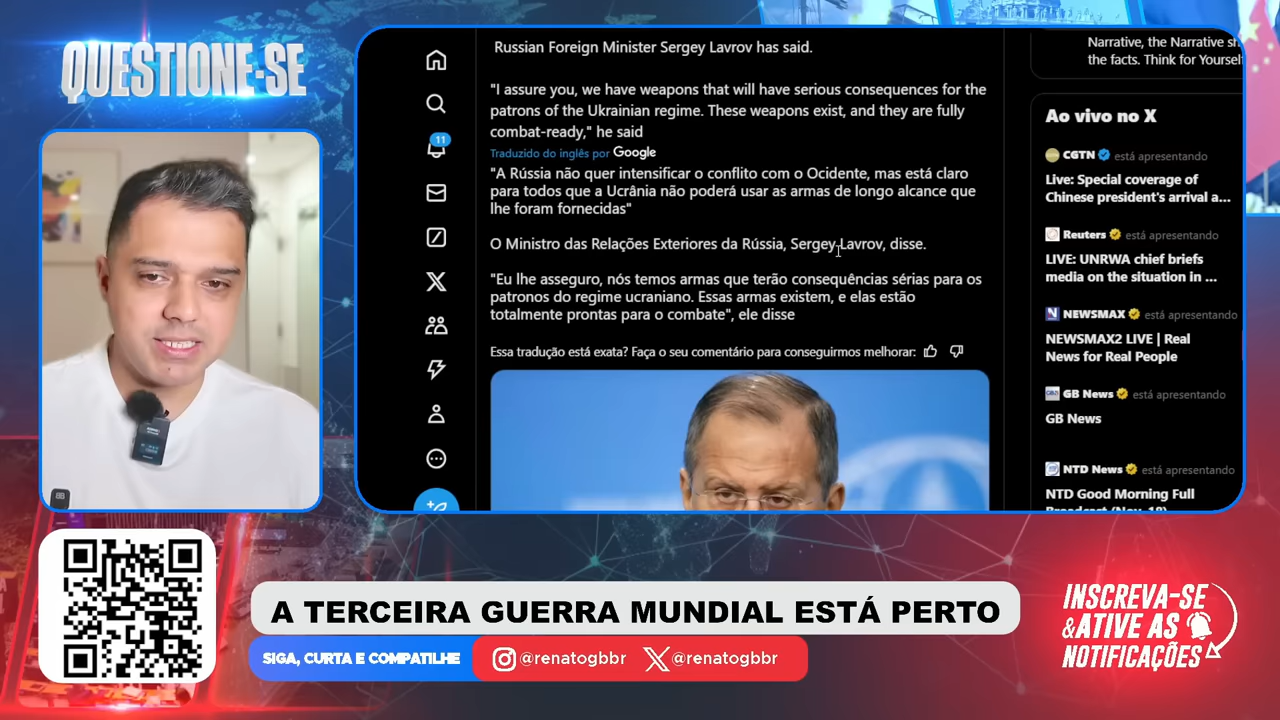 QUESTIONE-SE
Russian Foreign Minister Sergey Lavrov has said.
"I assure you, we have weapons that will have serious consequences for the
patrons of the Ukrainian regime. These weapons exist, and they are fully
combat-ready," he said
Traduzido do inglês por Google
"A Rússia não quer intensificar o conflito com o Ocidente, mas está claro
para todos que a Ucrânia não poderá usar as armas de longo alcance que
lhe foram fornecidas"
O Ministro das Relações Exteriores da Rússia, Sergey Lavrov, disse.
"Eu lhe asseguro, nós temos armas que terão consequências sérias para os
patronos do regime ucraniano. Essas armas existem, e elas estão
totalmente prontas para o combate", ele disse
Essa tradução está exata? Faça o seu comentário para conseguirmos melhorar:
11
Narrative, the Narrative
the facts. Think for
Ao vivo no X
CGTN está apresentando
Live: Special coverage of
Chinese president's arrival a...
Reuters está apresentando
LIVE: UNRWA chief briefs
media on the situation in ...
NEWSMAX está apresentando
NEWSMAX2 LIVE | Real
News for Real People
GB News está apresentando
GB News
NTD News está apresentando
NTD Good Morning Full
Broadcast (Nov. 18)
A TERCEIRA GUERRA MUNDIAL ESTÁ PERTO
SIGA, CURTA E COMPATILHE
@renatogbbr
@renatogbbr
INSCREVA-SE
&ATIVE AS
NOTIFICAÇÕES